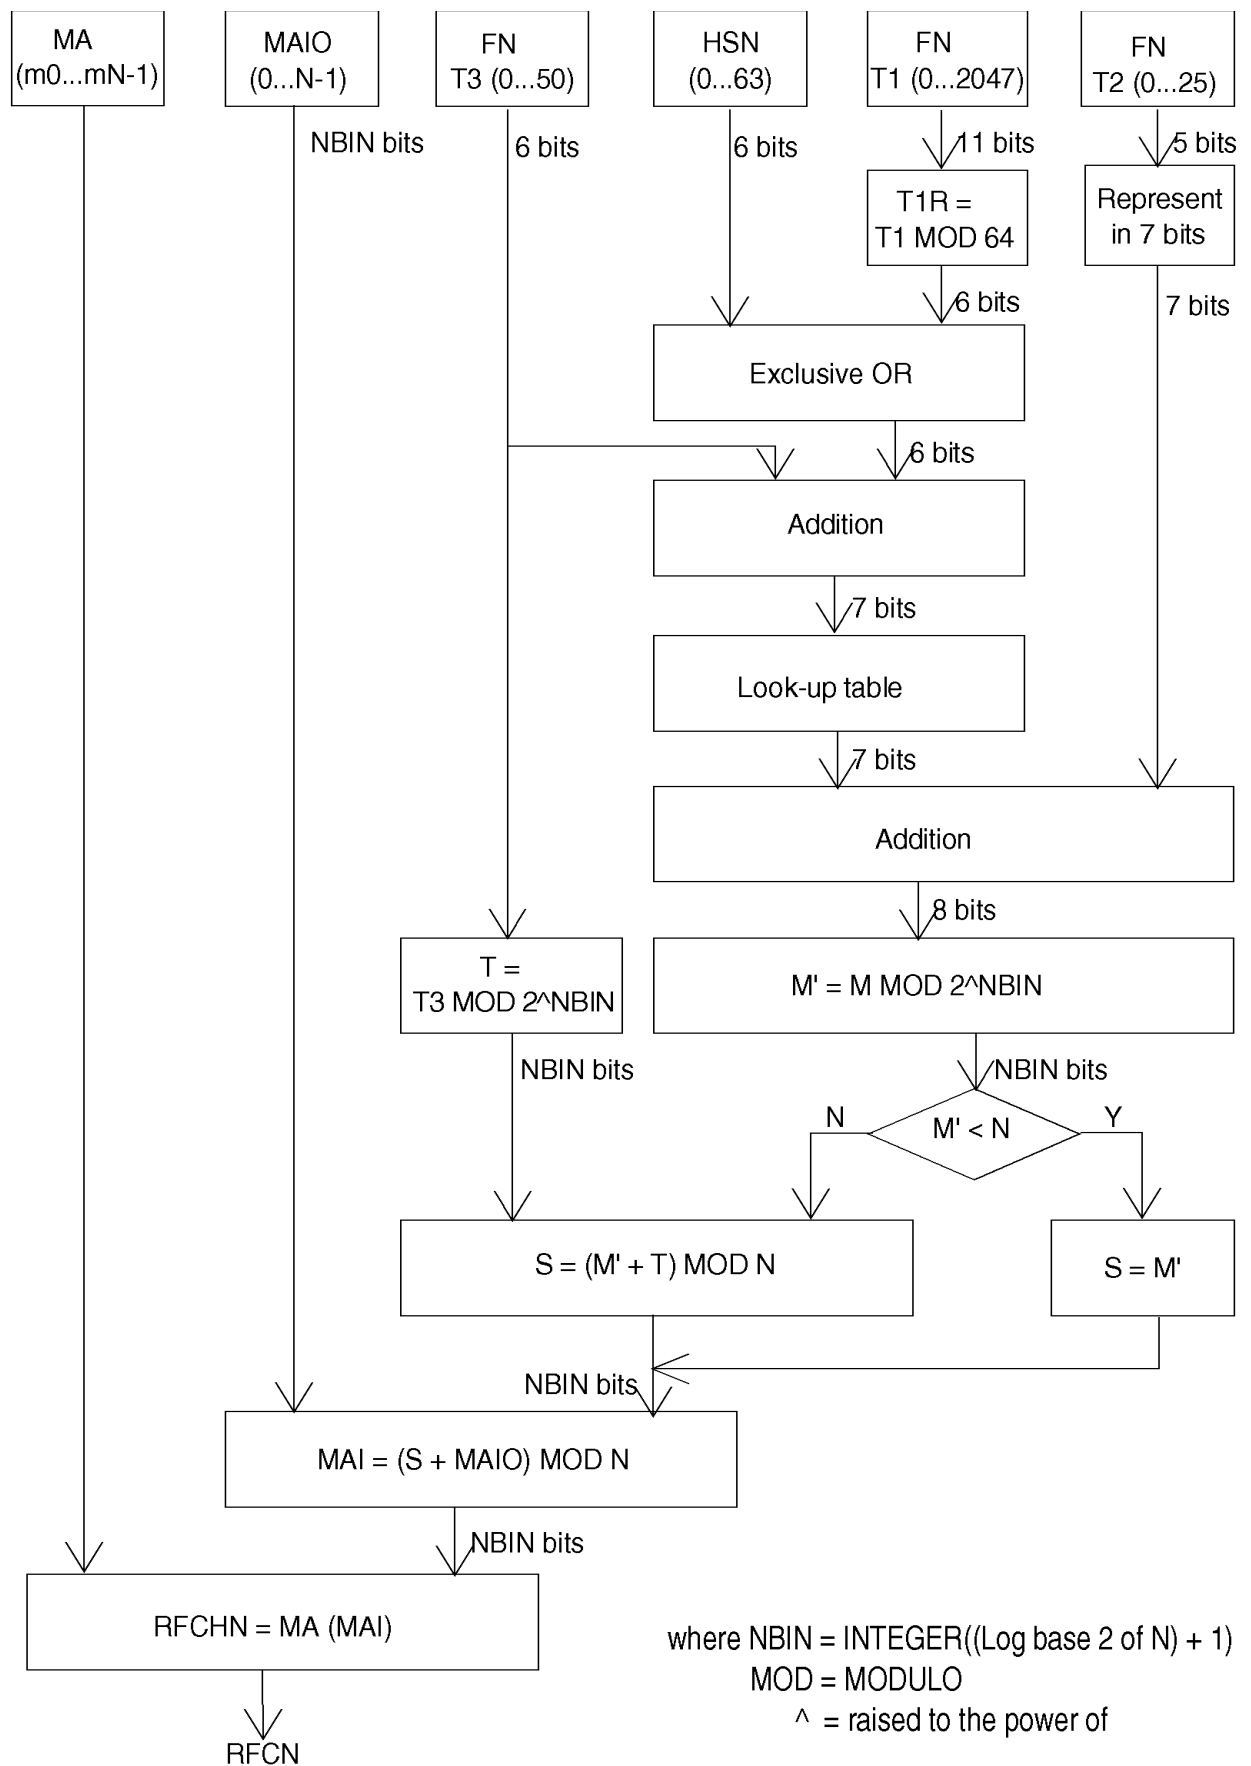 MA
(m0...mN-1)
MAIO
(0...N-1)
FN
T3 (0...50)
HSN
(0...63)
FN
T1 (0...2047)
FN
T2 (0...25)
NBIN bits
6 bits
6 bits
11 bits
5 bits
T1R =
T1 MOD 64
Represent
in 7 bits
6 bits
7 bits
Exclusive OR
6 bits
Addition
7 bits
Look-up table
7 bits
Addition
8 bits
T =
T3 MOD 2^NBIN
M' = M MOD 2^NBIN
NBIN bits
NBIN bits
N
M' < N
Y
S = (M' + T) MOD N
S = M'
NBIN bits
MAI = (S + MAIO) MOD N
NBIN bits
RFCHN = MA (MAI)
where NBIN = INTEGER((Log base 2 of N) + 1)
MOD = MODULO
^ = raised to the power of
RFCN